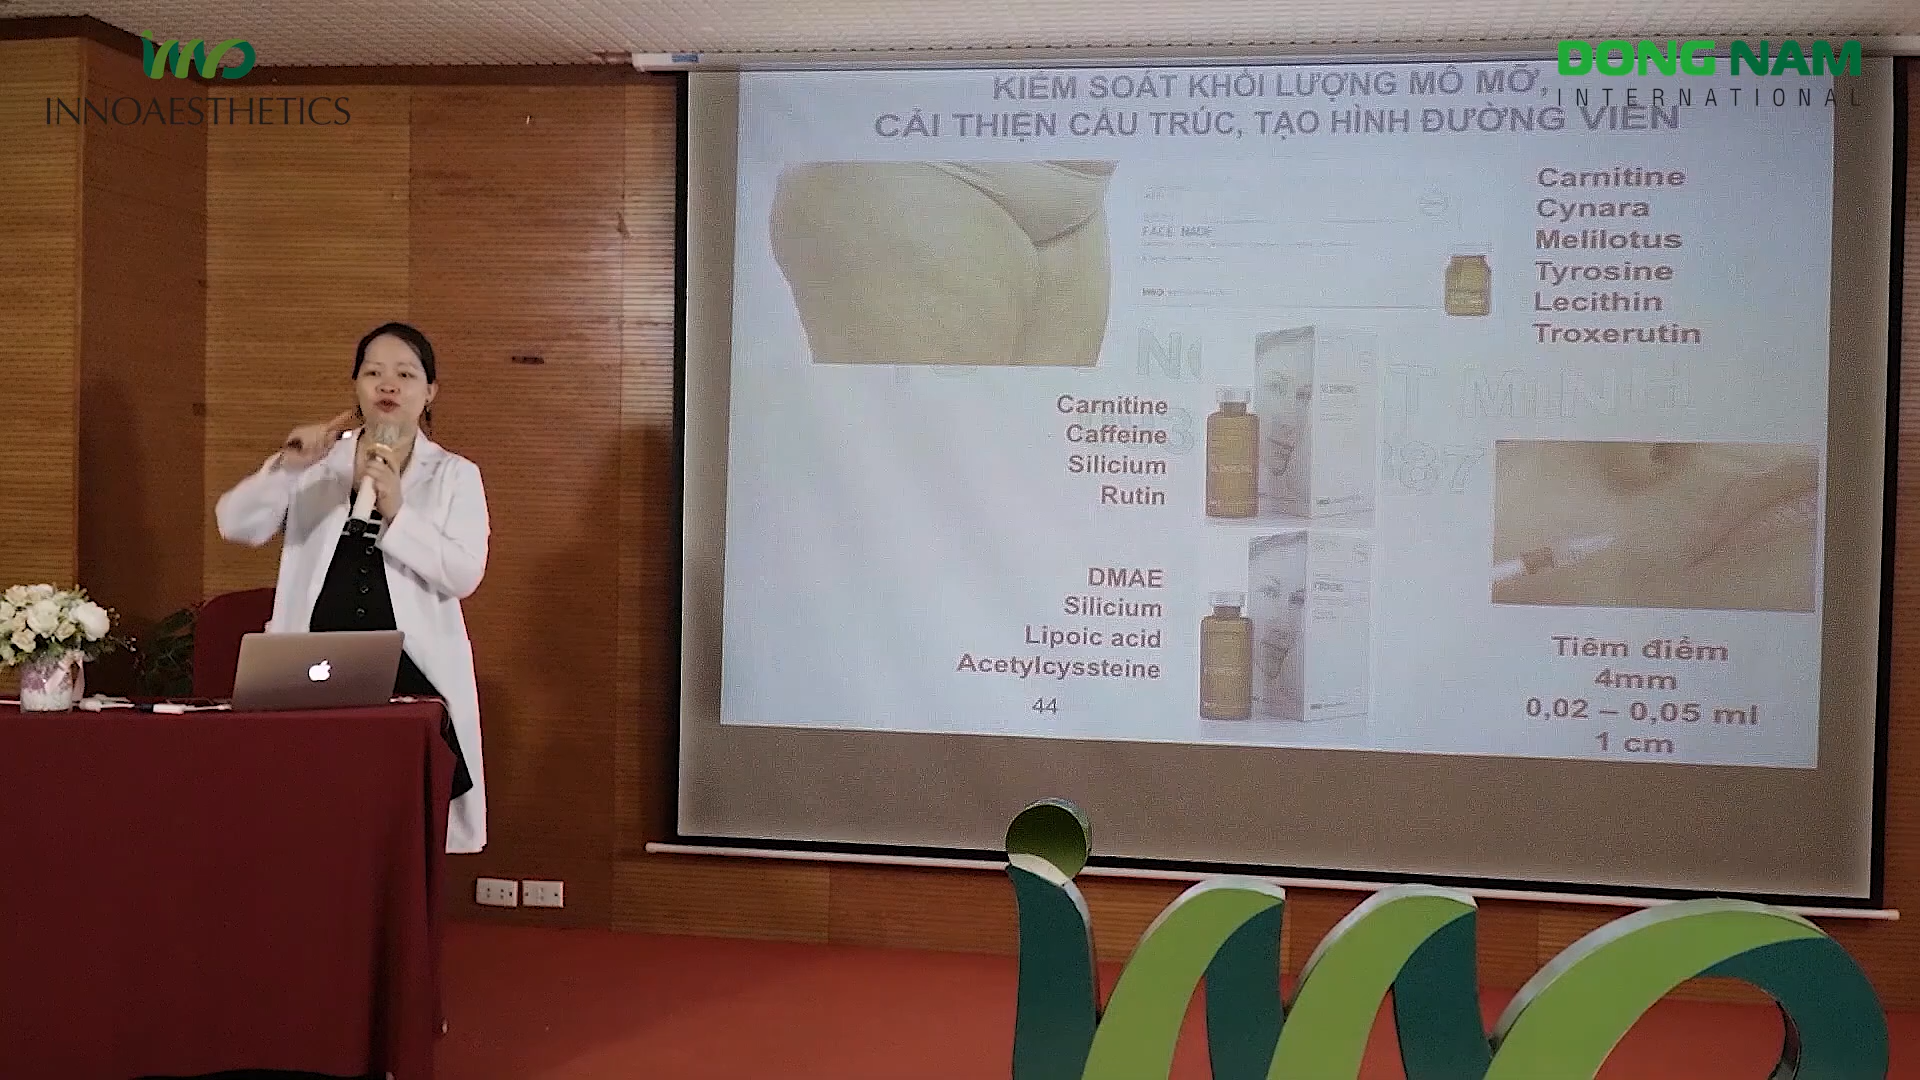 INNOAESTHETICS
DONG NAM
INTERNATIONAL
KIỂM SOÁT KHỐI LƯỢNG MÔ MỠ,
CẢI THIỆN CẤU TRÚC, TẠO HÌNH ĐƯỜNG VIỀN
Carnitine
Cynara
Melilotus
Tyrosine
Lecithin
Troxerutin
Carnitine
Caffeine
Silicium
Rutin
DMAE
Silicium
Lipoic acid
Acetylcyssteine
44
Tiêm điểm
4mm
0,02 – 0,05 ml
1 cm